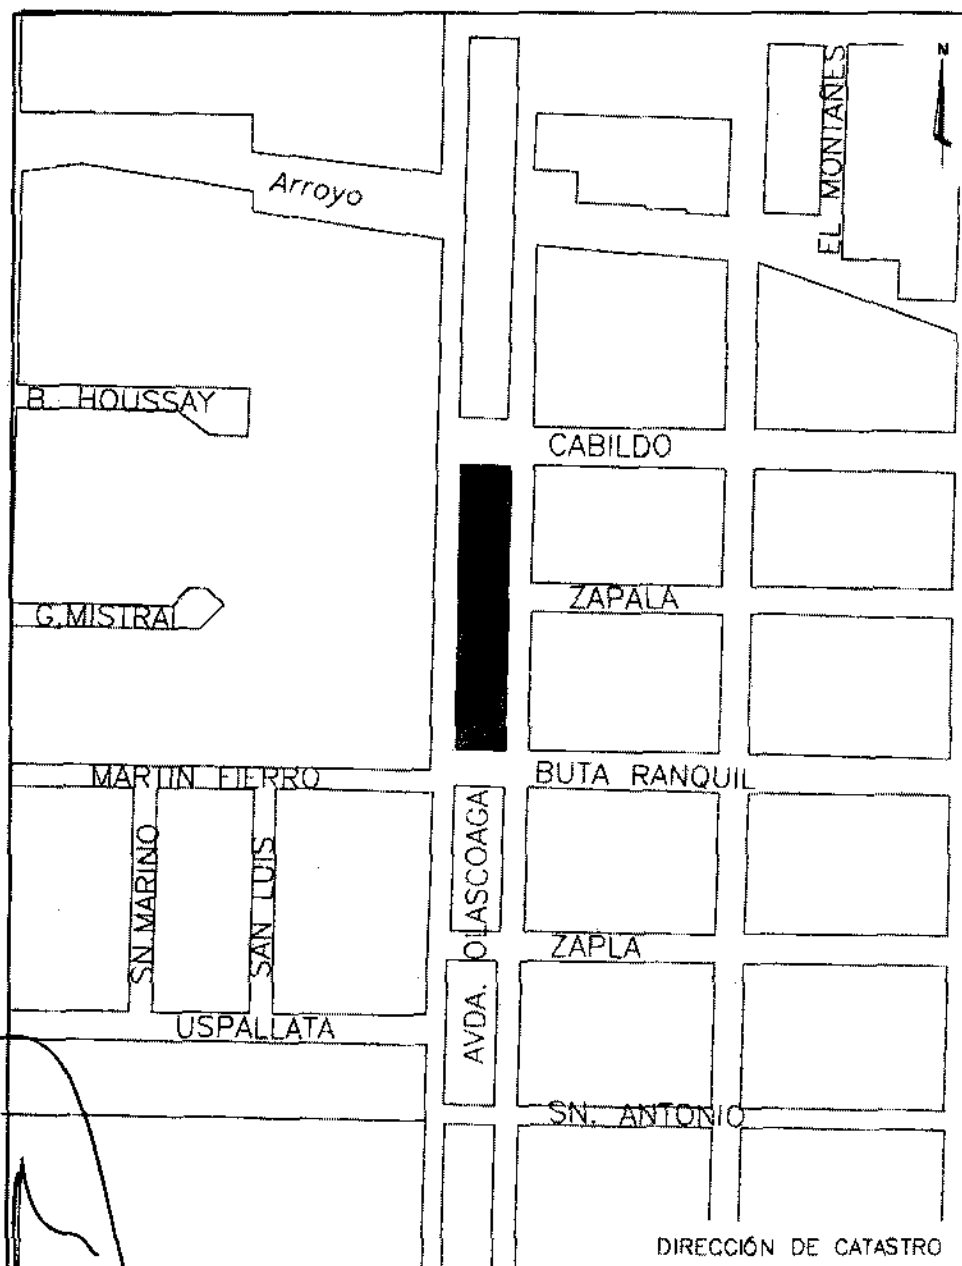 N
EL MONTAÑES
Arroyo
B. HOUSSAY
CABILDO
ZAPALA
G.MISTRAL
MARTIN FIERRO
BUTA RANQUIL
SN.MARINO
SAN LUIS
AVDA. OLASCOAGA
ZAPLA
USPALLATA
SN. ANTONIO
DIRECCIÓN DE CATASTRO